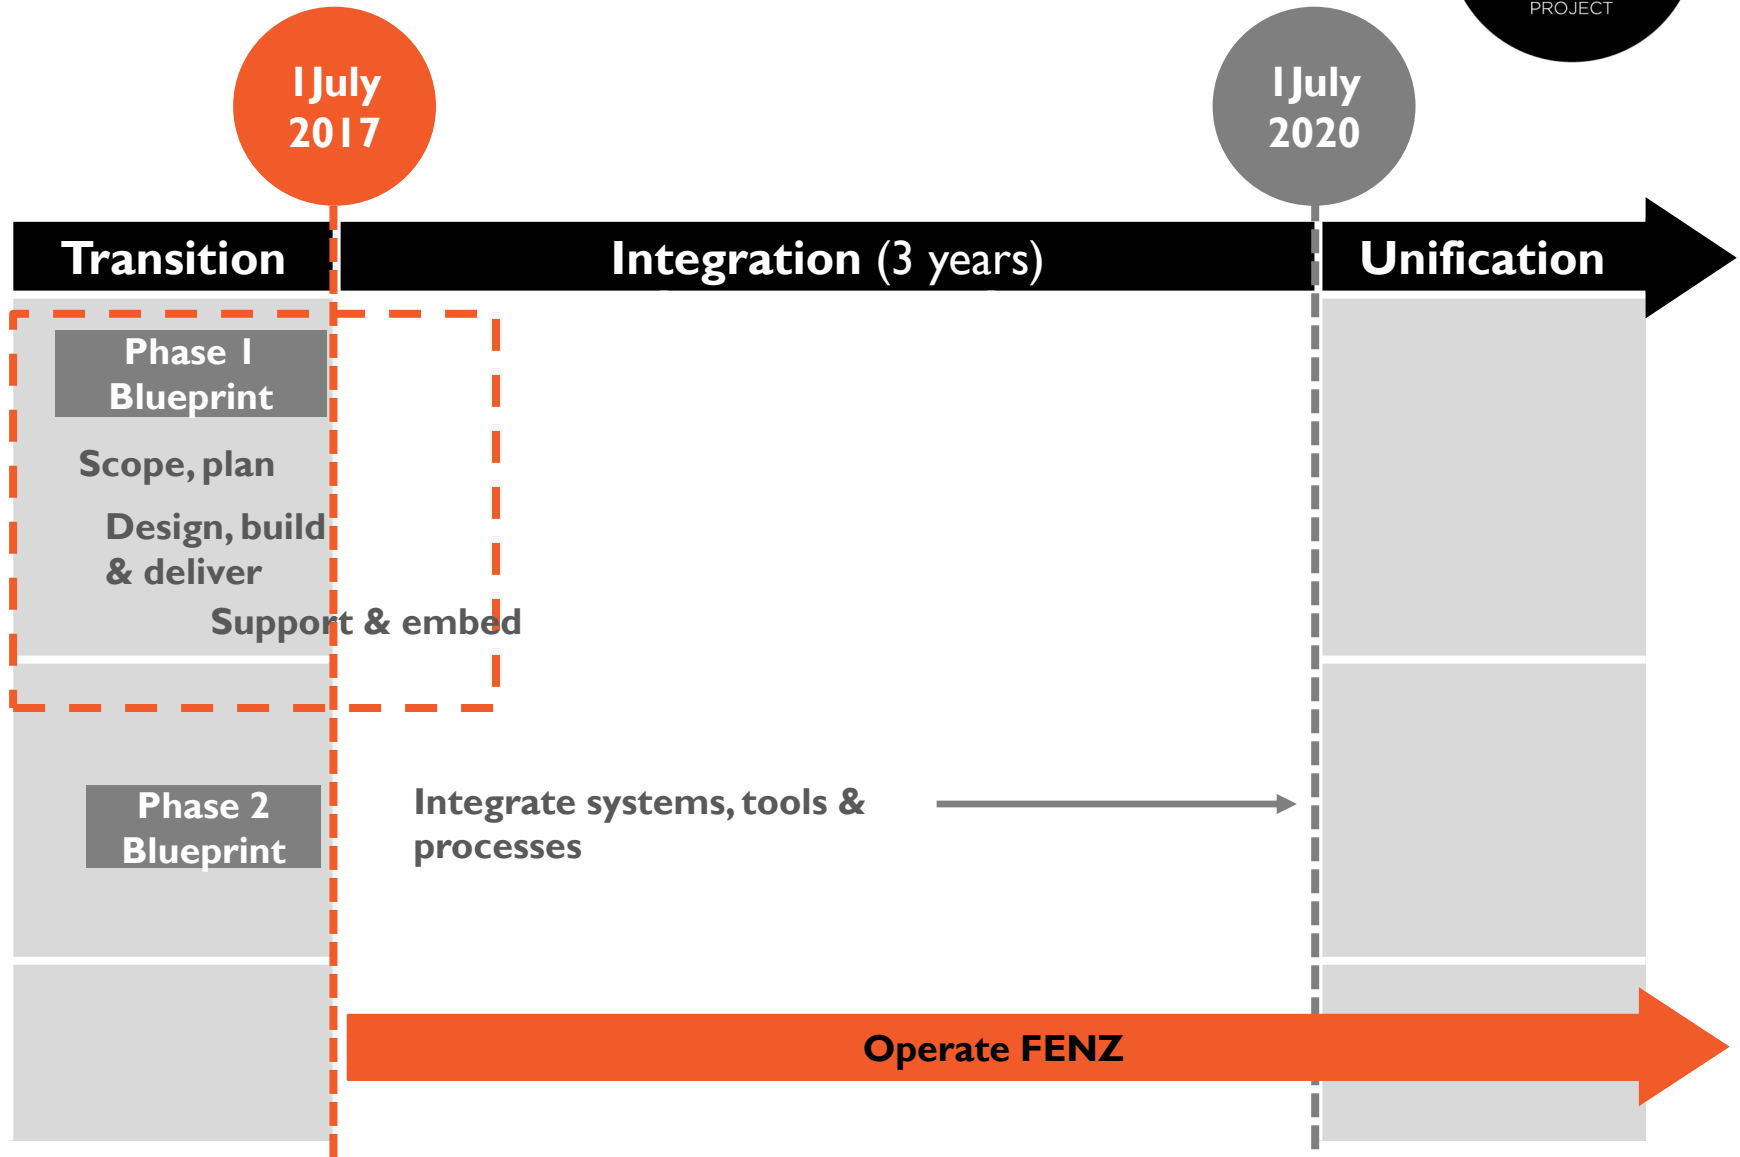 PROJECT
1 July
2017
1 July
2020
Transition
Integration (3 years)
Unification
Phase 1
Blueprint
Scope, plan
Design, build
& deliver
Support & embed
Phase 2
Blueprint
Integrate systems, tools &
processes
Operate FENZ